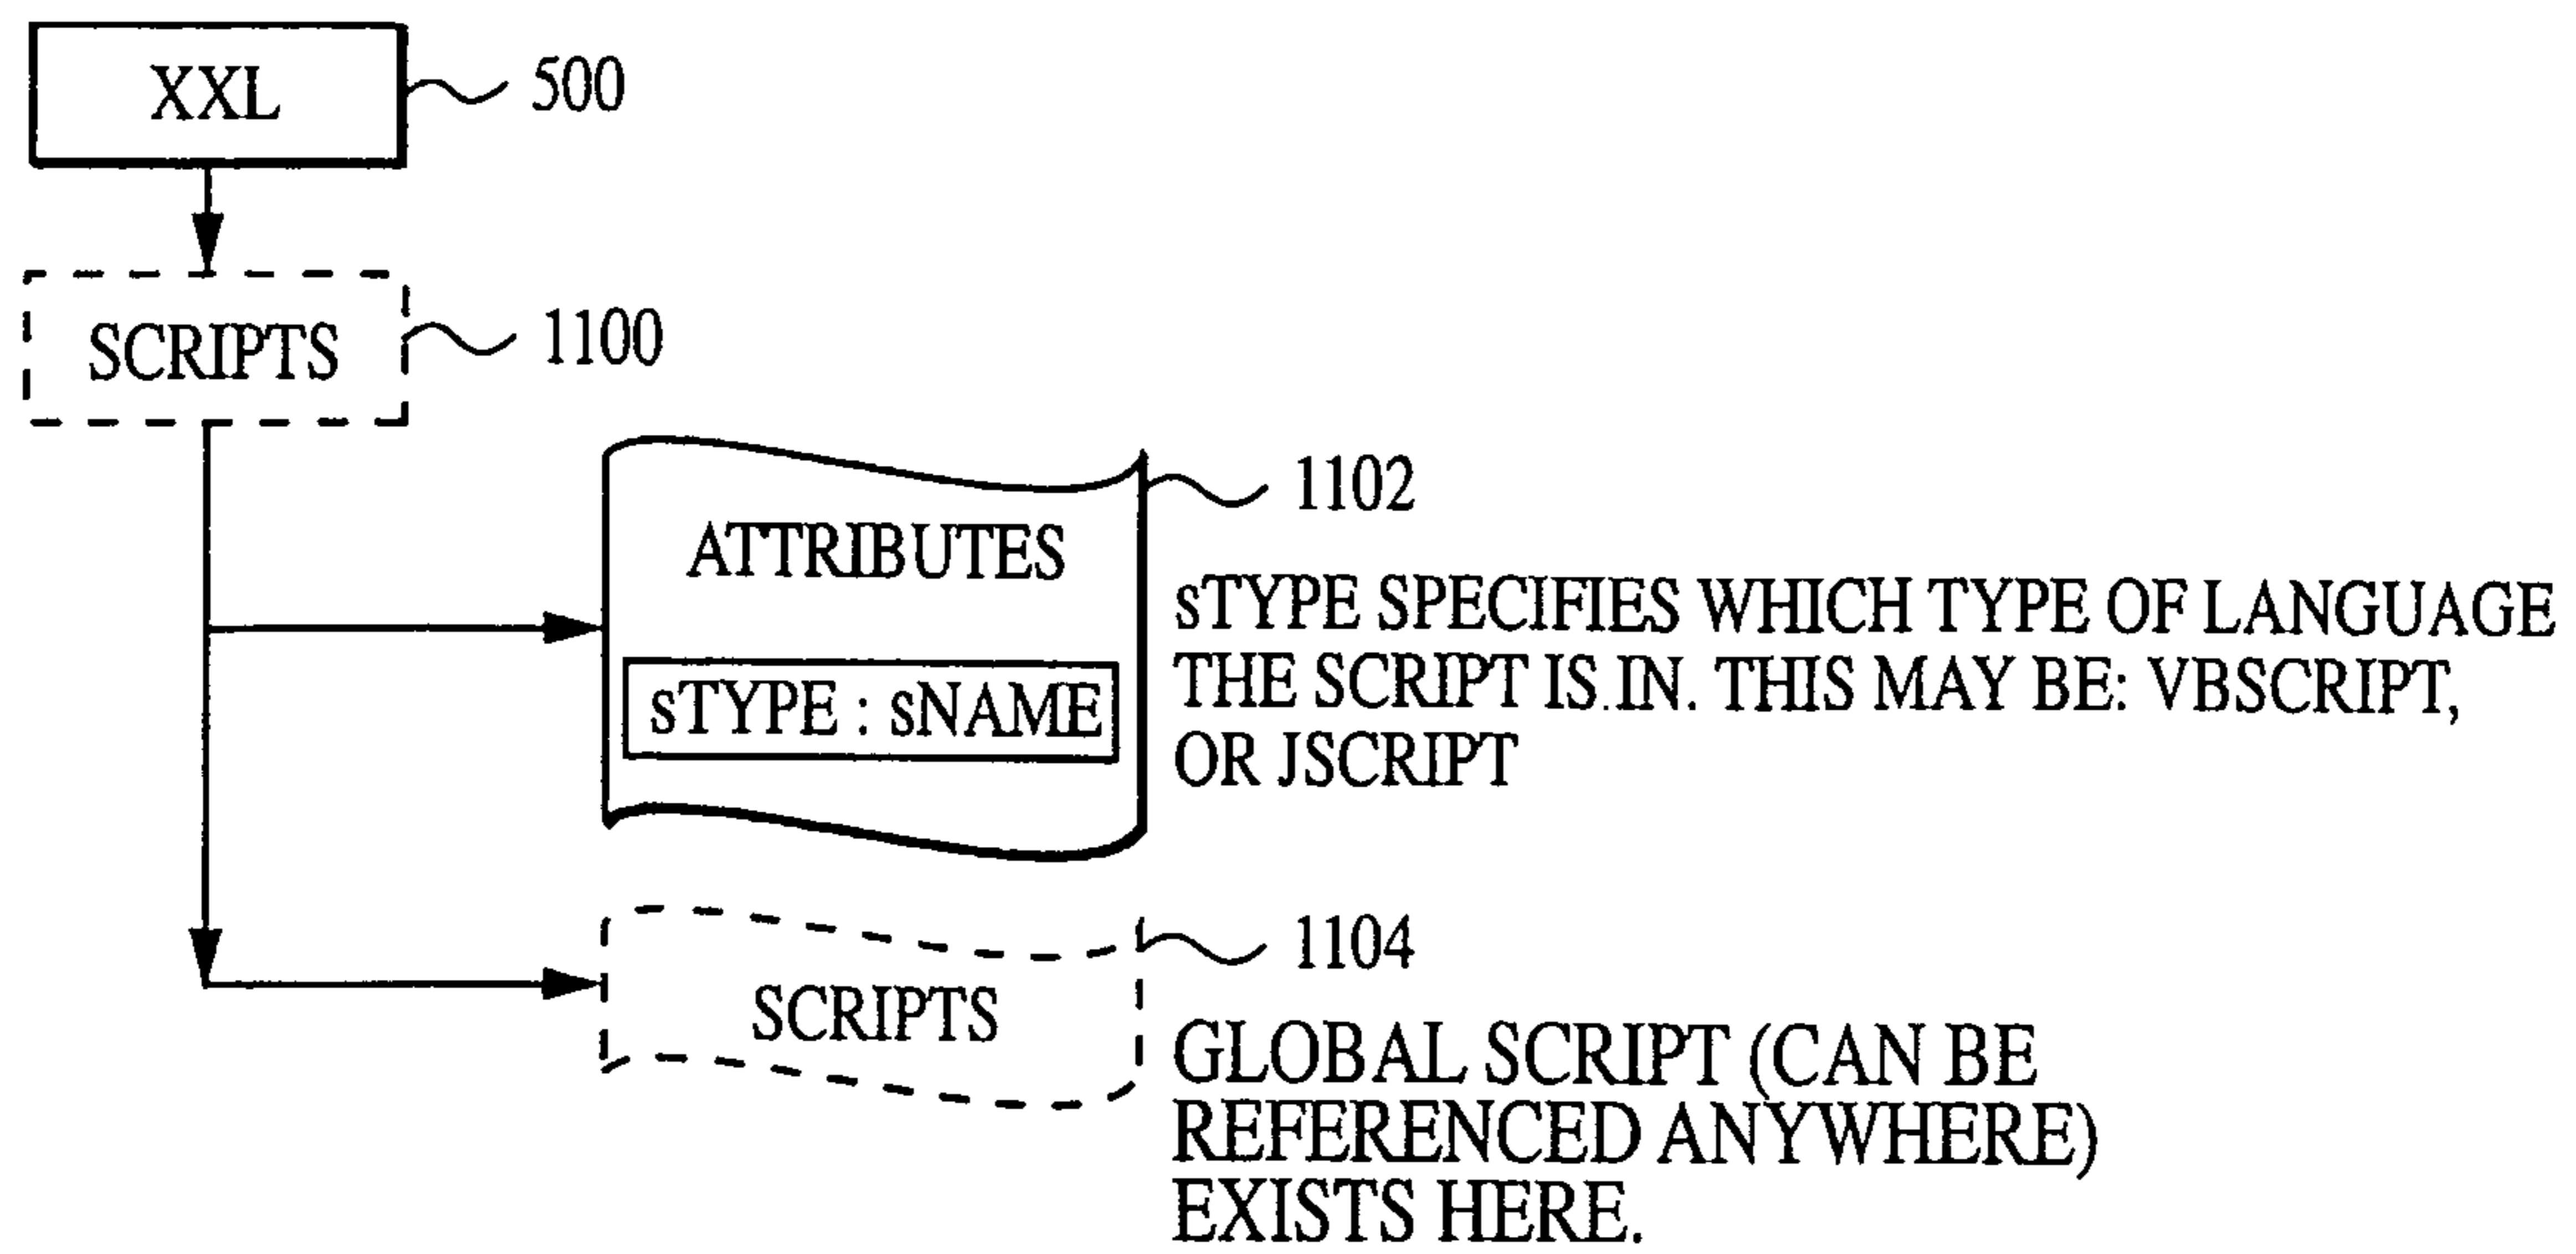 XXL
500
SCRIPTS
1100
1102
ATTRIBUTES
sTYPE : sNAME
sTYPE SPECIFIES WHICH TYPE OF LANGUAGE
THE SCRIPT IS IN. THIS MAY BE: VBSCRIPT,
OR JSCRIPT
1104
SCRIPTS
GLOBAL SCRIPT (CAN BE
REFERENCED ANYWHERE)
EXISTS HERE.